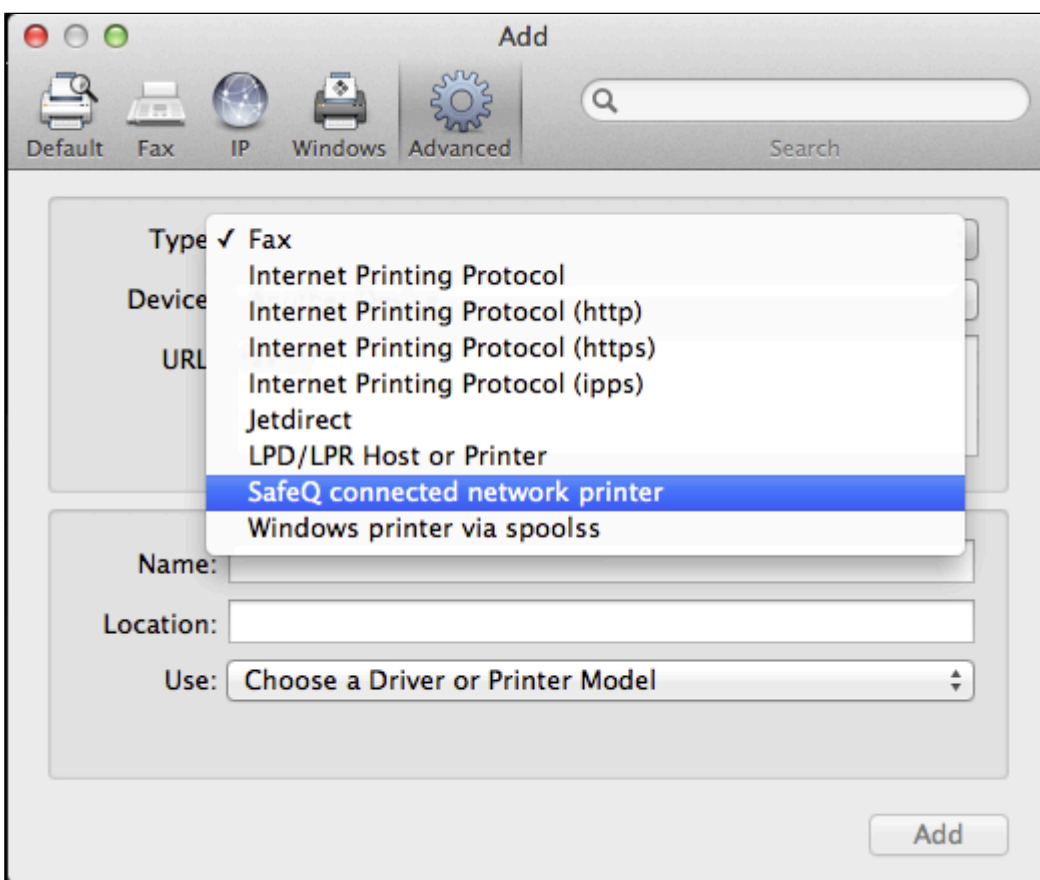 Add
Default Fax IP Windows Advanced Search
Type ✓ Fax
Internet Printing Protocol
Device
Internet Printing Protocol (http)
URL Internet Printing Protocol (https)
Internet Printing Protocol (ipps)
Jetdirect
LPD/LPR Host or Printer
SafeQ connected network printer
Windows printer via spoolss
Name:
Location:
Use: Choose a Driver or Printer Model
Add